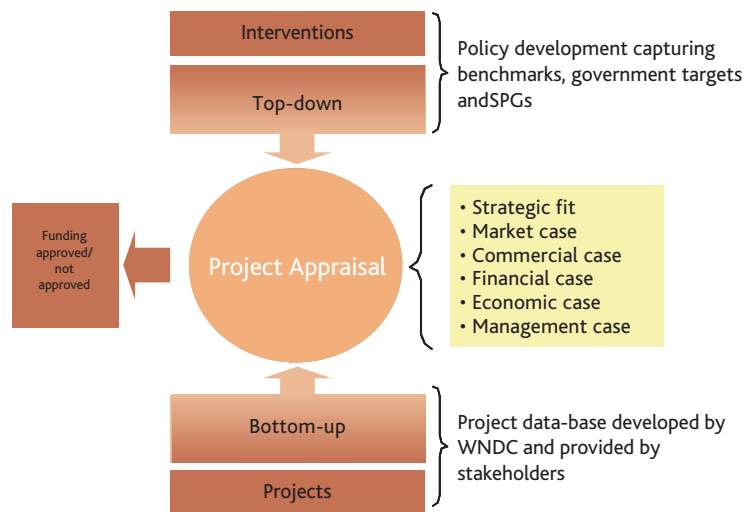 Interventions
Top-down
Policy development capturing
benchmarks, government targets
andSPGs
Funding
approved/
not
approved
Project Appraisal
• Strategic fit
• Market case
• Commercial case
• Financial case
• Economic case
• Management case
Bottom-up
Projects
Project data-base developed by
WNDC and provided by
stakeholders